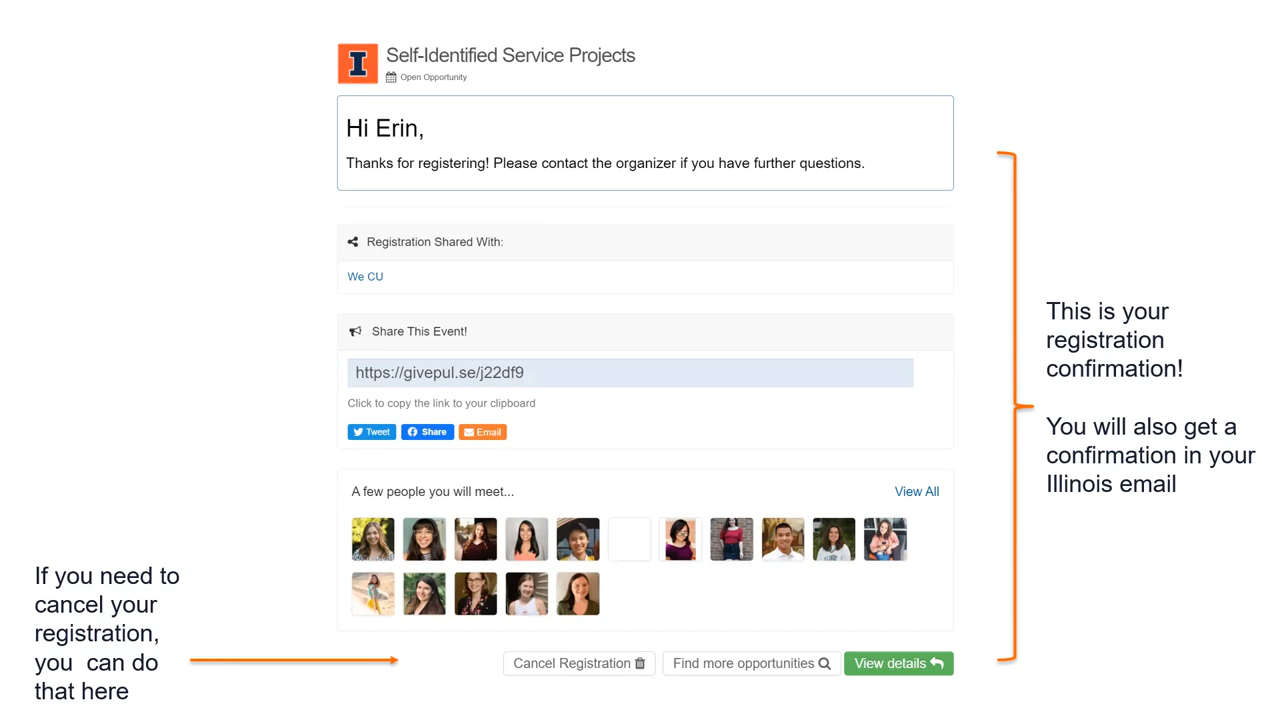 I
Self-Identified Service Projects
Open Opportunity
Hi Erin,
Thanks for registering! Please contact the organizer if you have further questions.
Registration Shared With:
We CU
Share This Event!
https://givepul.se/j22df9
Click to copy the link to your clipboard
Tweet
Share
Email
A few people you will meet...
View All
Cancel Registration
Find more opportunities
View details
This is your
registration
confirmation!
You will also get a
confirmation in your
Illinois email
If you need to
cancel your
registration,
you can do
that here